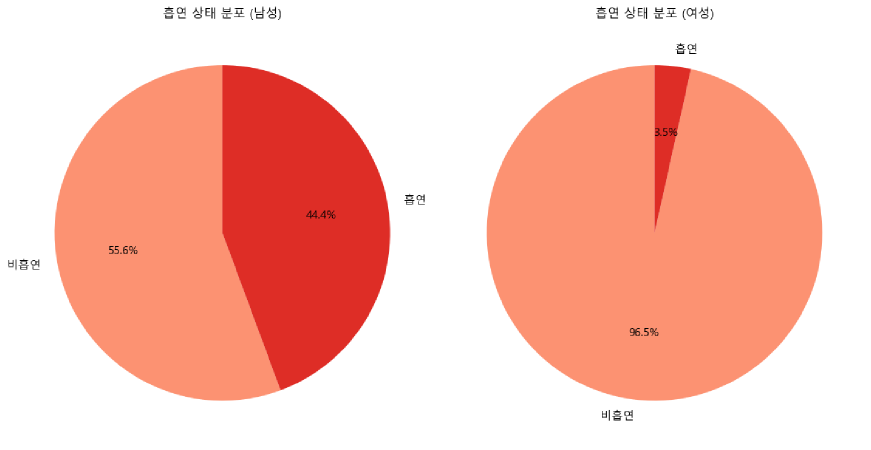 흡연 상태 분포 (남성)
44.4%
흡연
55.6%
비흡연
흡연 상태 분포 (여성)
흡연
3.5%
96.5%
비흡연